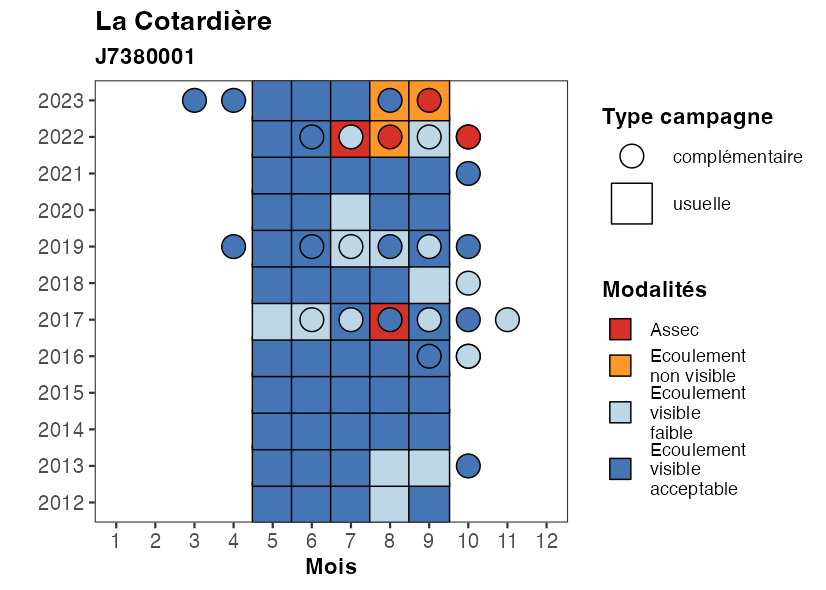 La Cotardière
J7380001
2023
2022
2021
2020
2019
2018
2017
2016
2015
2014
2013
2012
1 2 3 4 5 6 7 8 9 10 11 12
Mois
Type campagne
complémentaire
usuelle
Modalités
Assec
Ecoulement
non visible
Ecoulement
visible
faible
Ecoulement
visible
acceptable